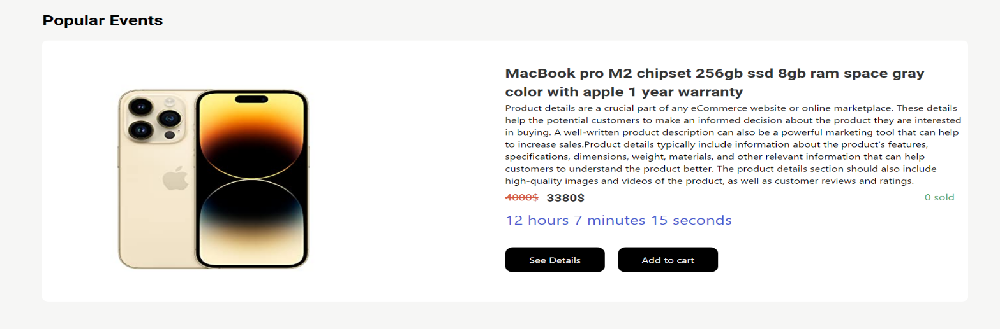 Popular Events
MacBook pro M2 chipset 256gb ssd 8gb ram space gray
color with apple 1 year warranty
Product details are a crucial part of any eCommerce website or online marketplace. These details
help the potential customers to make an informed decision about the product they are interested
in buying. A well-written product description can also be a powerful marketing tool that can help
to increase sales.Product details typically include information about the product's features,
specifications, dimensions, weight, materials, and other relevant information that can help
customers to understand the product better. The product details section should also include
high-quality images and videos of the product, as well as customer reviews and ratings.
4000$ 3380$ 0 sold
12 hours 7 minutes 15 seconds
See Details Add to cart